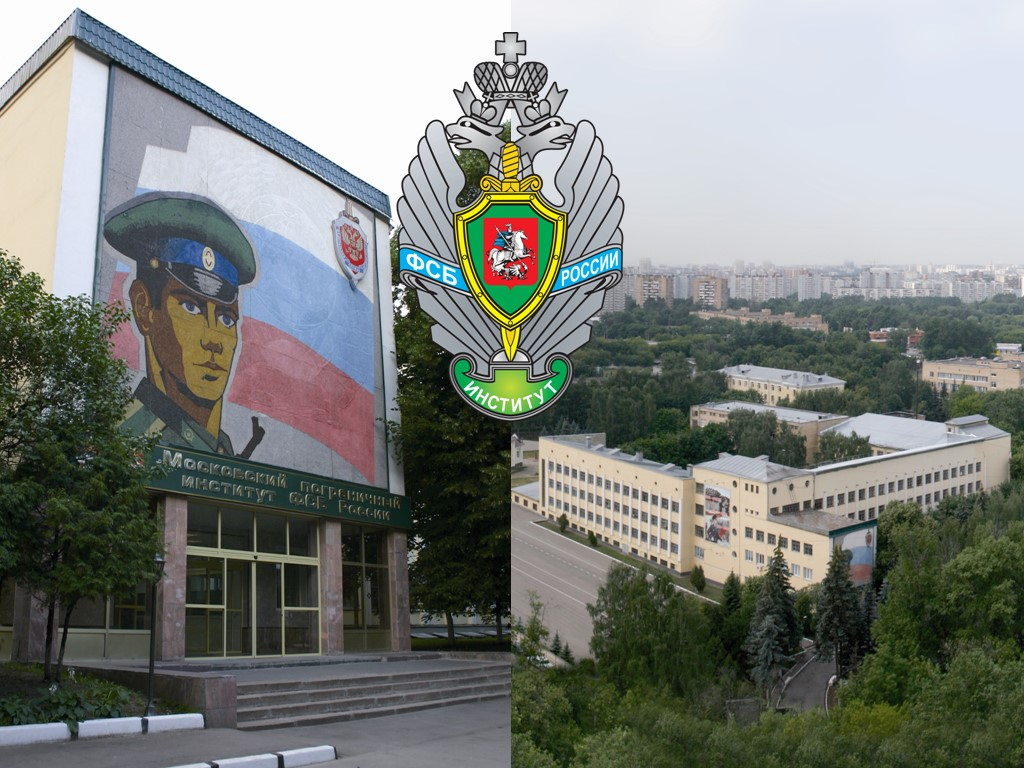 ФСБ
РОССИИ
ИНСТИТУТ
Московский пограничный
институт ФСБ России